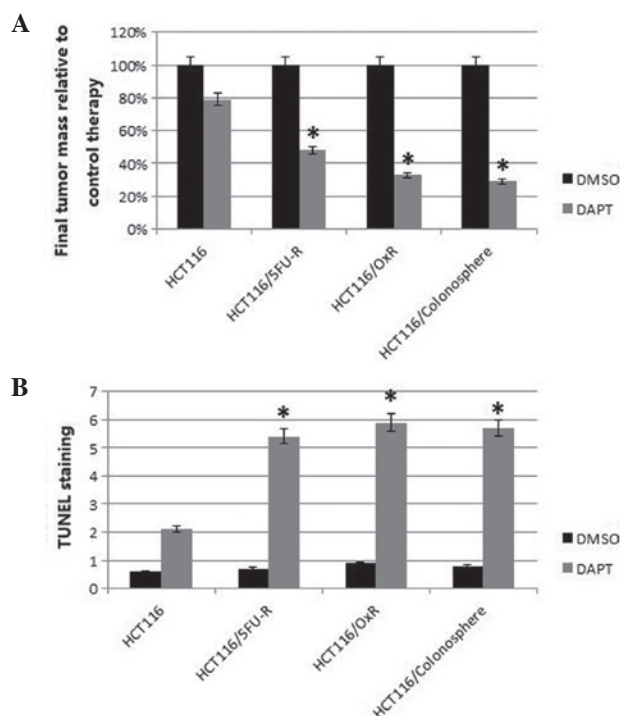 A
Final tumor mass relative to
control therapy
120%
100%
80%
60%
40%
20%
0%
*
*
*
DMSO
DAPT
HCT116
HCT116/5FU-R
HCT116/OxR
HCT116/Colonosphere
B
TUNEL staining
7
6
5
4
3
2
1
0
*
*
*
DMSO
DAPT
HCT116
HCT116/5FU-R
HCT116/OxR
HCT116/Colonosphere